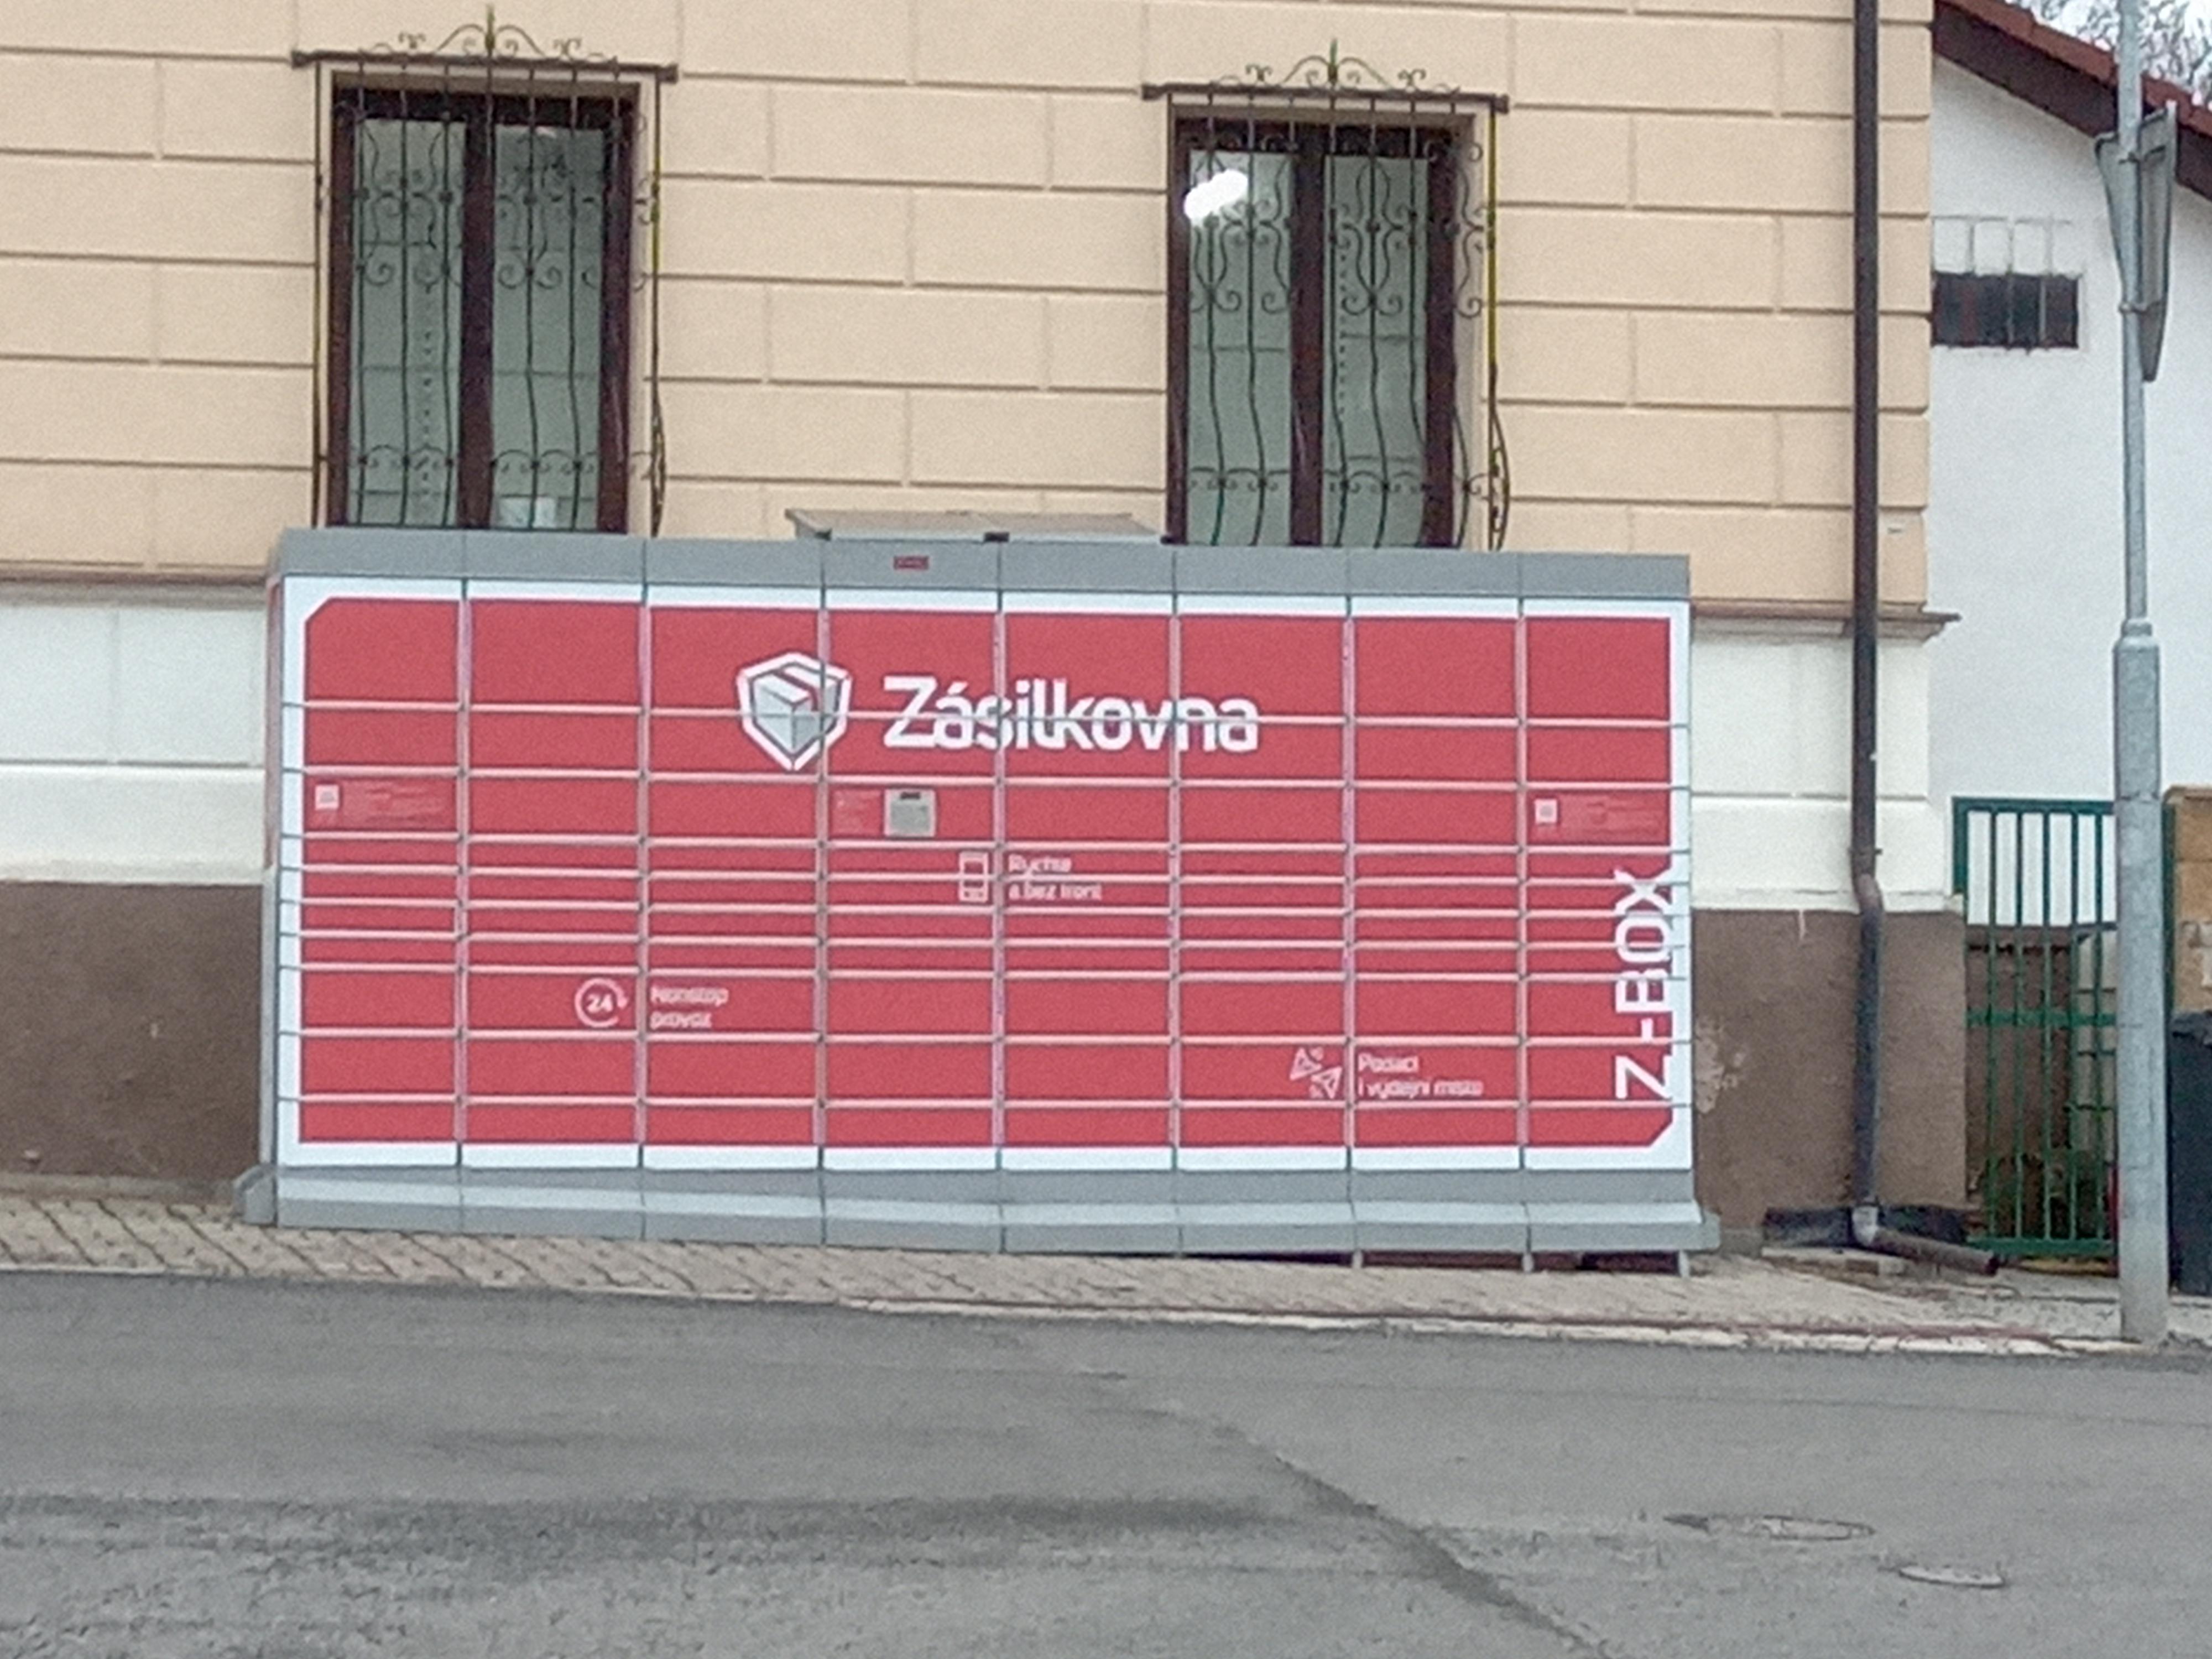 Zásilkovna
Rychle
a bez front
24
Nonstop
provoz
Podací
i výdejní místo
Z-BOX